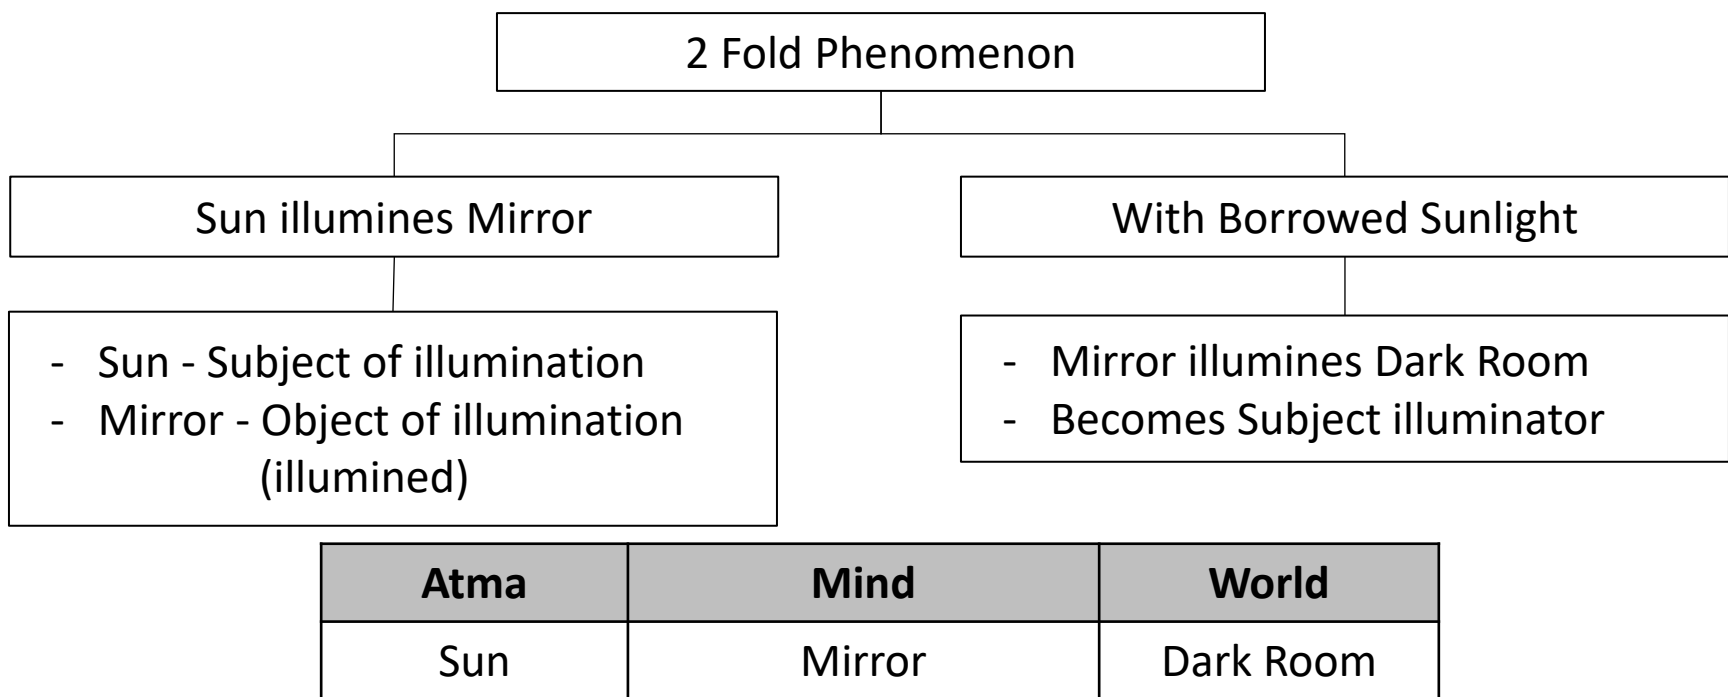 2 Fold Phenomenon
Sun illumines Mirror
With Borrowed Sunlight
- Sun - Subject of illumination
- Mirror - Object of illumination
(illumined)
- Mirror illumines Dark Room
- Becomes Subject illuminator
Atma Mind World
Sun Mirror Dark Room